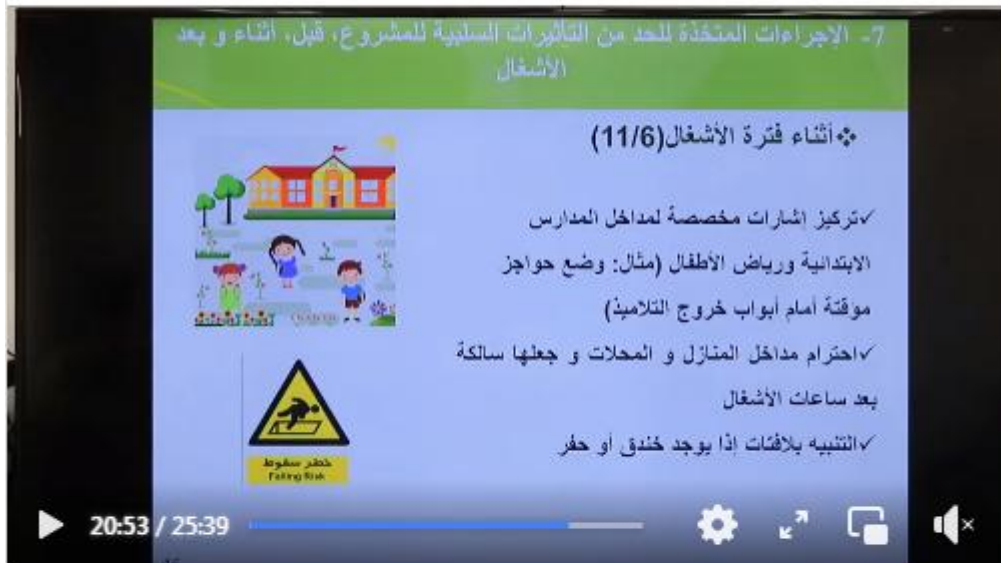 7- الإجراءات المتخذة للحد من التأثيرات السلبية للمشروع، قبل، أثناء و بعد
الأشغال
❖أثناء فترة الأشغال(11/6)
✓تركيز إشارات مخصصة لمداخل المدارس
الابتدائية ورياض الأطفال (مثال: وضع حواجز
موقتة أمام أبواب خروج التلاميذ)
✓احترام مداخل المنازل و المحلات و جعلها سالكة
بعد ساعات الأشغال
✓التنبيه بلافتات إذا يوجد خندق أو حفر
خطر سقوط
Falling Risk
20:53 / 25:39